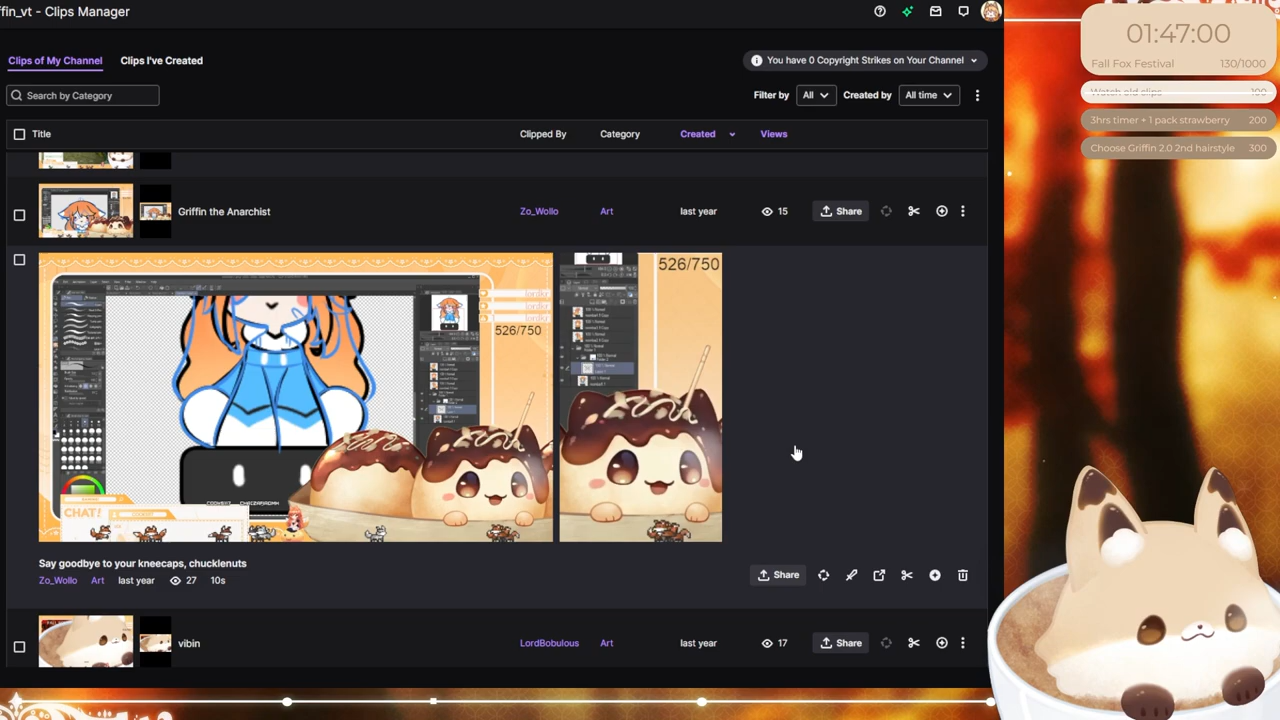 fin_vt - Clips Manager
01:47:00
Fall Fox Festival 130/1000
Watch old clips 100
3hrs timer + 1 pack strawberry 200
Choose Griffin 2.0 2nd hairstyle 300
Clips of My Channel Clips I've Created
You have 0 Copyright Strikes on Your Channel
Search by Category
Filter by All Created by All time
Title Clipped By Category Created Views
Griffin the Anarchist Zo_Wollo Art last year 15 Share
526/750
526/750
CHAT!
Say goodbye to your kneecaps, chucklenuts
Zo_Wollo Art last year 27 10s
Share
vibin LordBobulous Art last year 17 Share